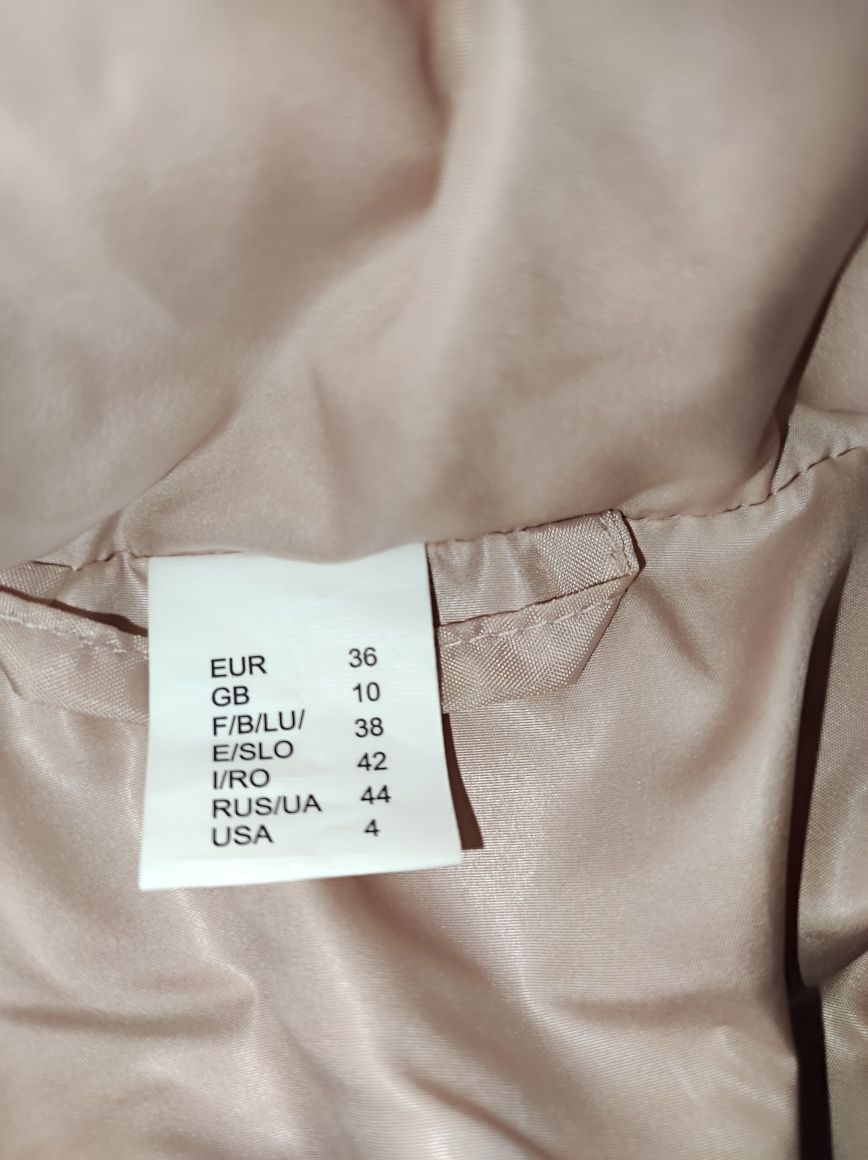 EUR 36
GB 10
F/B/LU/ 38
E/SLO
I/RO 42
RUS/UA 44
USA 4